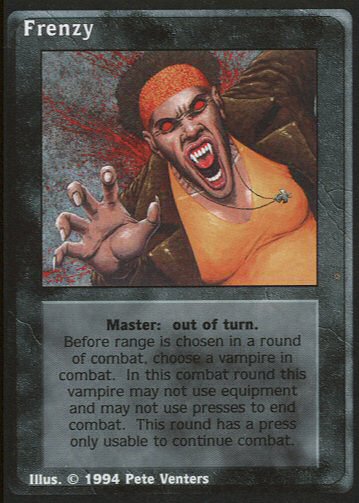 Frenzy
Master:  out of turn.
Before range is chosen in a round
of combat, choose a vampire in
combat.  In this combat round this
vampire may not use equipment
and may not use presses to end
combat.  This round has a press
only usable to continue combat.
Illus. © 1994 Pete Venters